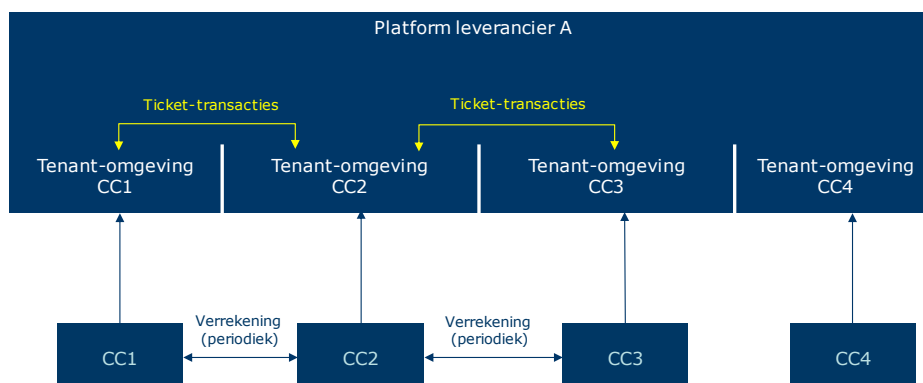 Platform leverancier A
Ticket-transacties
Ticket-transacties
Tenant-omgeving
CC1
Tenant-omgeving
CC2
Tenant-omgeving
CC3
Tenant-omgeving
CC4
Verrekening
(periodiek)
Verrekening
(periodiek)
CC1
CC2
CC3
CC4